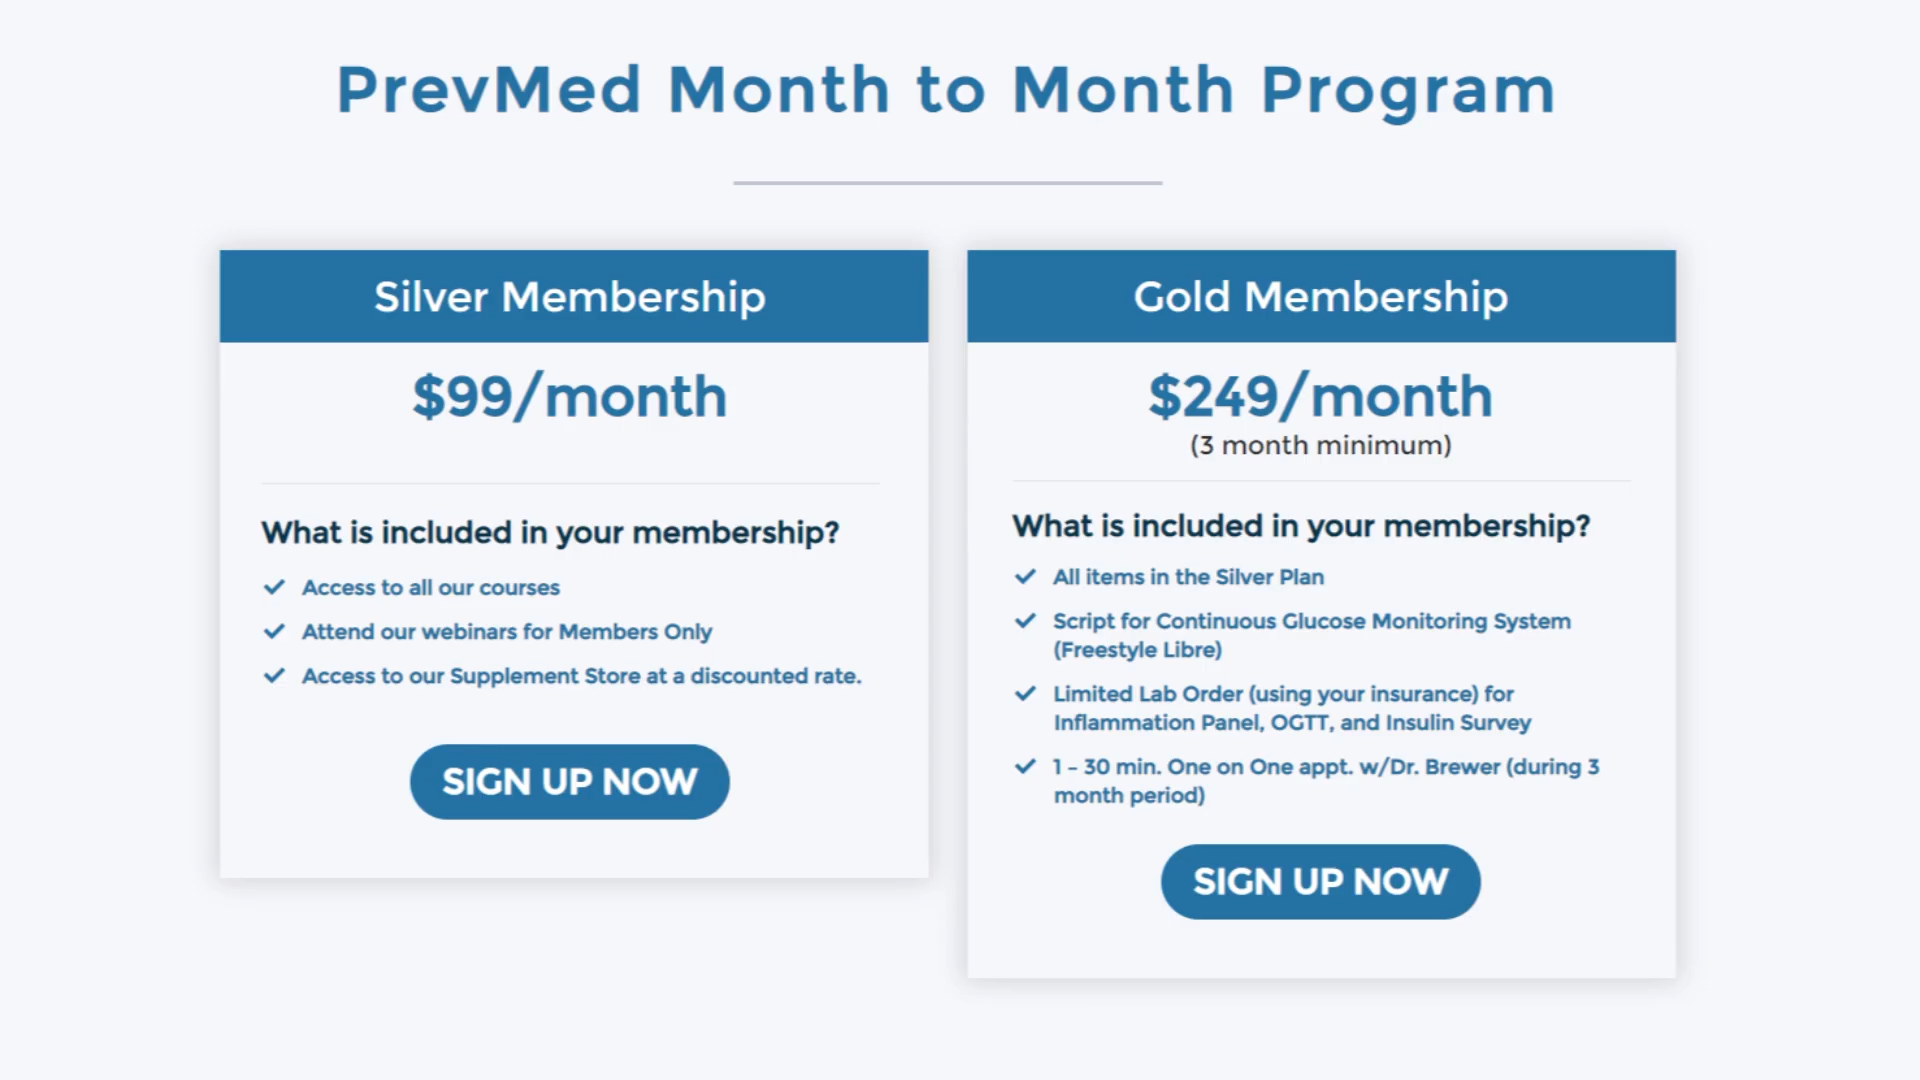 PrevMed Month to Month Program
Silver Membership
$99/month
What is included in your membership?
Access to all our courses
Attend our webinars for Members Only
Access to our Supplement Store at a discounted rate.
SIGN UP NOW
Gold Membership
$249/month
(3 month minimum)
What is included in your membership?
All items in the Silver Plan
Script for Continuous Glucose Monitoring System
(Freestyle Libre)
Limited Lab Order (using your insurance) for
Inflammation Panel, OGTT, and Insulin Survey
1 – 30 min. One on One appt. w/Dr. Brewer (during 3
month period)
SIGN UP NOW